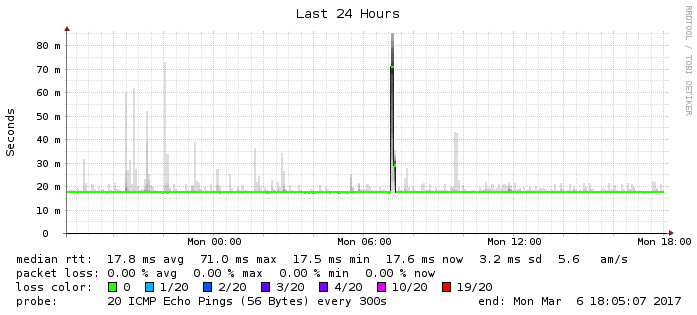 Last 24 Hours
RRDTOOL / TOBI OETIKER
Seconds
80 m
70 m
60 m
50 m
40 m
30 m
20 m
10 m
0
Mon 00:00 Mon 06:00 Mon 12:00 Mon 18:00
median rtt: 17.8 ms avg 71.0 ms max 17.5 ms min 17.6 ms now 3.2 ms sd 5.6 am/s
packet loss: 0.00 % avg 0.00 % max 0.00 % min 0.00 % now
loss color: 0 1/20 2/20 3/20 4/20 10/20 19/20
probe: 20 ICMP Echo Pings (56 Bytes) every 300s end: Mon Mar 6 18:05:07 2017